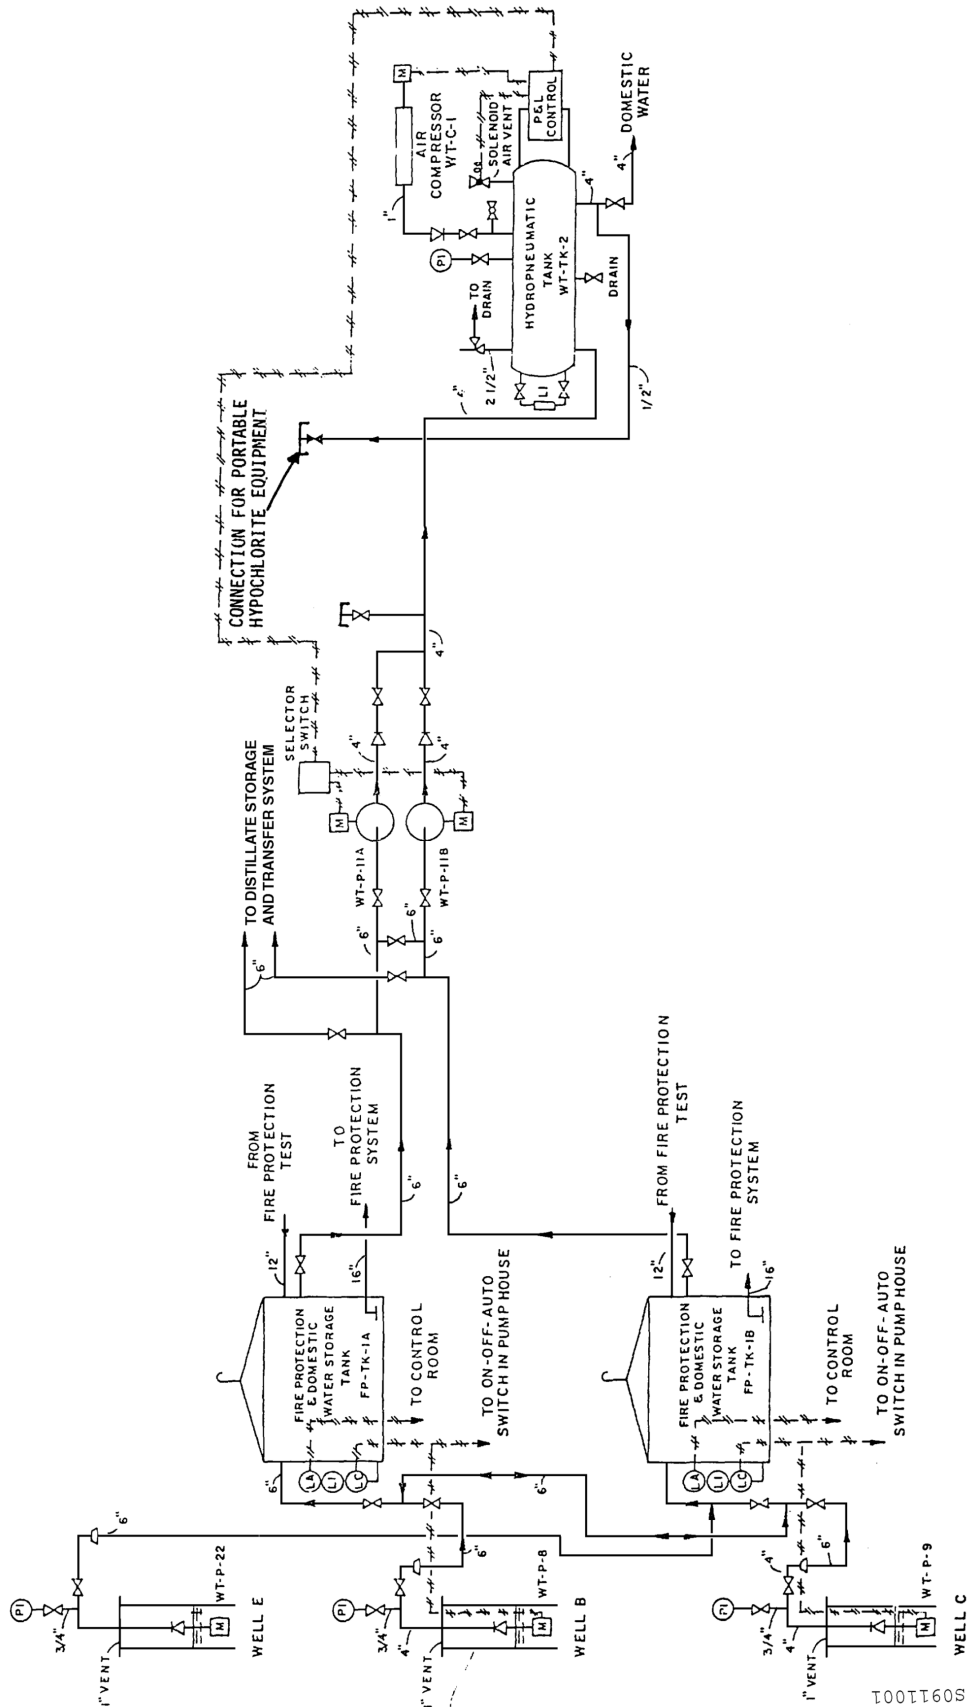 M
AIR
COMPRESSOR
WT-C-1
1"
SOLENOID
AIR VENT
P&L
CONTROL
DOMESTIC
WATER
4"
4"
PI
TO
DRAIN
2 1/2"
LI
HYDROPNEUMATIC
TANK
WT-TK-2
DRAIN
1/2"
CONNECTION FOR PORTABLE
HYPOCHLORITE EQUIPMENT
4"
SELECTOR
SWITCH
4"
4"
M
M
WT-P-11A
WT-P-11B
TO DISTILLATE STORAGE
AND TRANSFER SYSTEM
6"
6"
6"
6"
FROM
FIRE PROTECTION
TEST
TO
FIRE PROTECTION
SYSTEM
12"
16"
6"
6"
FROM FIRE PROTECTION
TEST
TO FIRE PROTECTION
SYSTEM
12"
16"
FIRE PROTECTION
& DOMESTIC
WATER STORAGE
TANK
FP-TK-1A
LA
LI
LC
TO CONTROL
ROOM
TO ON-OFF-AUTO
SWITCH IN PUMP HOUSE
FIRE PROTECTION
& DOMESTIC
WATER STORAGE
TANK
FP-TK-1B
LA
LI
LC
TO CONTROL
ROOM
TO ON-OFF-AUTO
SWITCH IN PUMP HOUSE
6"
6"
6"
PI
3/4"
1" VENT
WT-P-22
M
WELL E
PI
3/4"
4"
6"
1" VENT
WT-P-8
M
WELL B
PI
3/4"
4"
4"
6"
1" VENT
WT-P-9
M
WELL C
S0911001